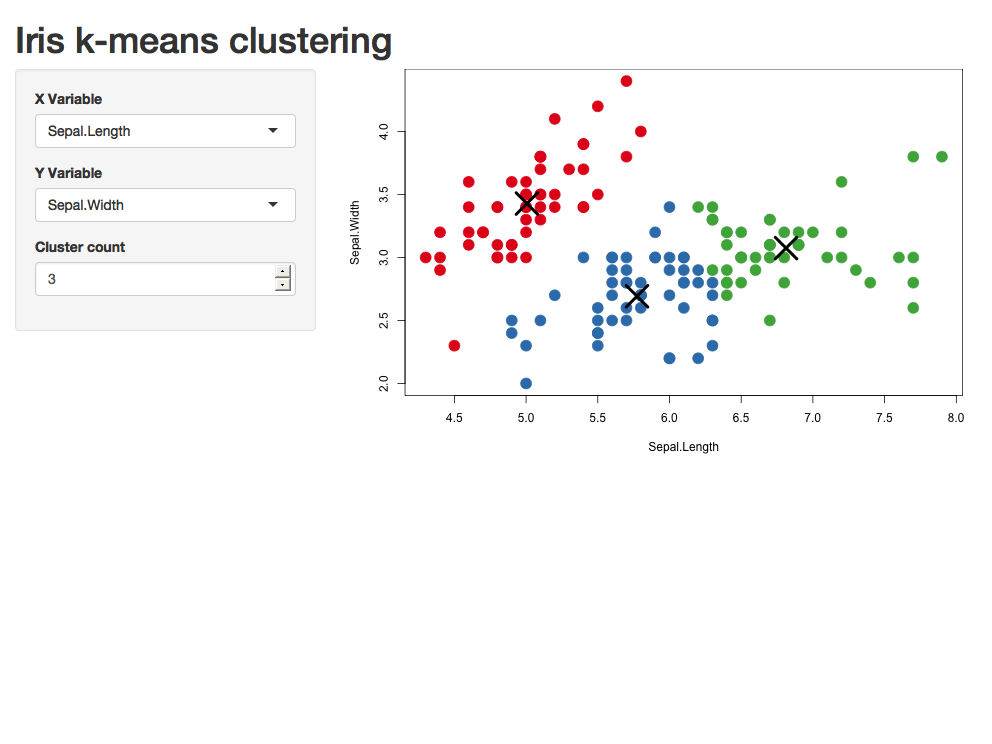 Iris k-means clustering
X Variable
Sepal.Length
Y Variable
Sepal.Width
Cluster count
3
Sepal.Width
4.0
3.5
3.0
2.5
2.0
4.5 5.0 5.5 6.0 6.5 7.0 7.5 8.0
Sepal.Length